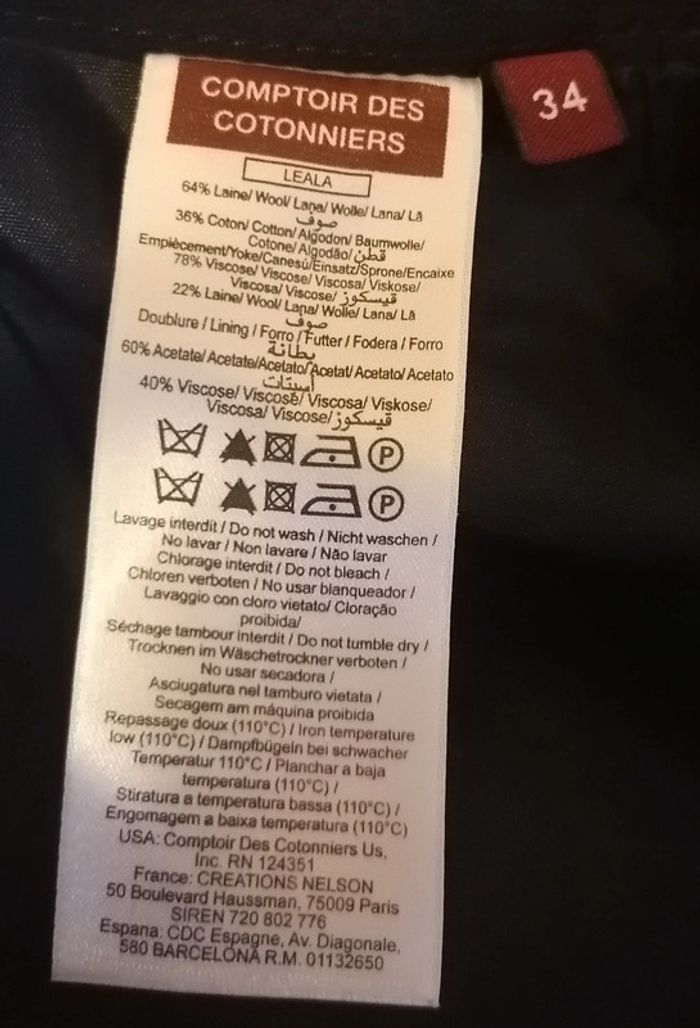 COMPTOIR DES
COTONNIERS
34
LEALA
64% Laine/ Wool/ Lana/ Wolle/ Lana/ Lã
صوف
36% Coton/ Cotton/ Algodon/ Baumwolle/
Cotone/ Algodão/ قطن
Empiècement/Yoke/Canesù/Einsatz/Sprone/Encaixe
78% Viscose/ Viscose/ Viscosa/ Viskose/
Viscosa/ Viscose/ ڤيسكوز
22% Laine/ Wool/ Lana/ Wolle/ Lana/ Lã
صوف
Doublure / Lining / Forro / Futter / Fodera / Forro
بطانة
60% Acetate/ Acetate/Acetato/Acetat/ Acetato/ Acetato
أسيتات
40% Viscose/ Viscose/ Viscosa/ Viskose/
Viscosa/ Viscose/ ڤيسكوز
P
P
Lavage interdit / Do not wash / Nicht waschen /
No lavar / Non lavare / Não lavar
Chlorage interdit / Do not bleach /
Chloren verboten / No usar blanqueador /
Lavaggio con cloro vietato/ Cloração
proibida/
Séchage tambour interdit / Do not tumble dry /
Trocknen im Wäschetrockner verboten /
No usar secadora /
Asciugatura nel tamburo vietata /
Secagem am máquina proibida
Repassage doux (110°C) / Iron temperature
low (110°C) / Dampfbügeln bei schwacher
Temperatur 110°C / Planchar a baja
temperatura (110°C) /
Stiratura a temperatura bassa (110°C) /
Engomagem a baixa temperatura (110°C)
USA: Comptoir Des Cotonniers Us,
Inc. RN 124351
France: CREATIONS NELSON
50 Boulevard Haussman, 75009 Paris
SIREN 720 802 776
Espana: CDC Espagne, Av. Diagonale,
580 BARCELONA R.M. 01132650